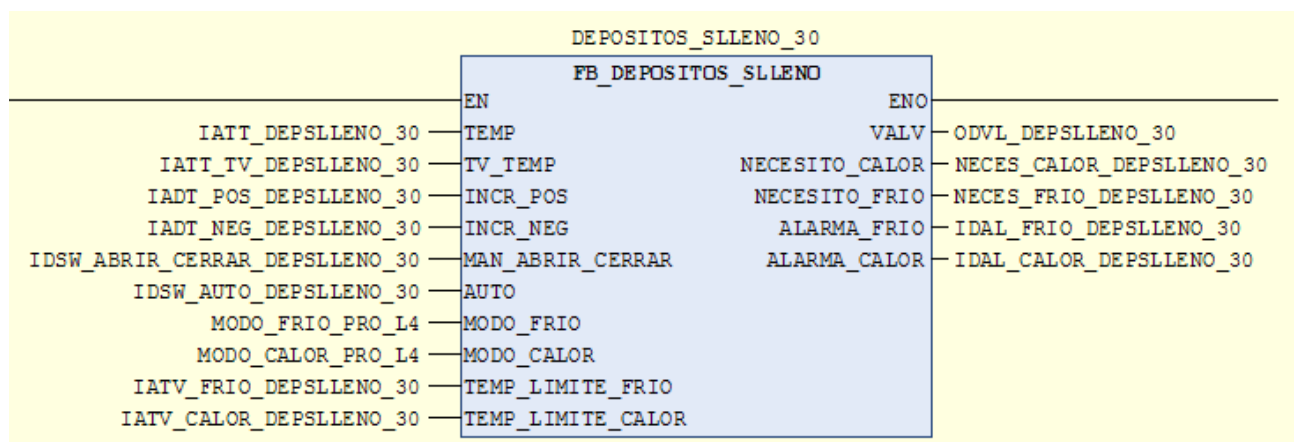 DEPOSITOS_SLLENO_30
FB_DEPOSITOS_SLLENO
EN ENO
IATT_DEPSLLENO_30 TEMP VALV ODVL_DEPSLLENO_30
IATT_TV_DEPSLLENO_30 TV_TEMP NECESITO_CALOR NECES_CALOR_DEPSLLENO_30
IADT_POS_DEPSLLENO_30 INCR_POS NECESITO_FRIO NECES_FRIO_DEPSLLENO_30
IADT_NEG_DEPSLLENO_30 INCR_NEG ALARMA_FRIO IDAL_FRIO_DEPSLLENO_30
IDSW_ABRIR_CERRAR_DEPSLLENO_30 MAN_ABRIR_CERRAR ALARMA_CALOR IDAL_CALOR_DEPSLLENO_30
IDSW_AUTO_DEPSLLENO_30 AUTO
MODO_FRIO_PRO_L4 MODO_FRIO
MODO_CALOR_PRO_L4 MODO_CALOR
IATV_FRIO_DEPSLLENO_30 TEMP_LIMITE_FRIO
IATV_CALOR_DEPSLLENO_30 TEMP_LIMITE_CALOR